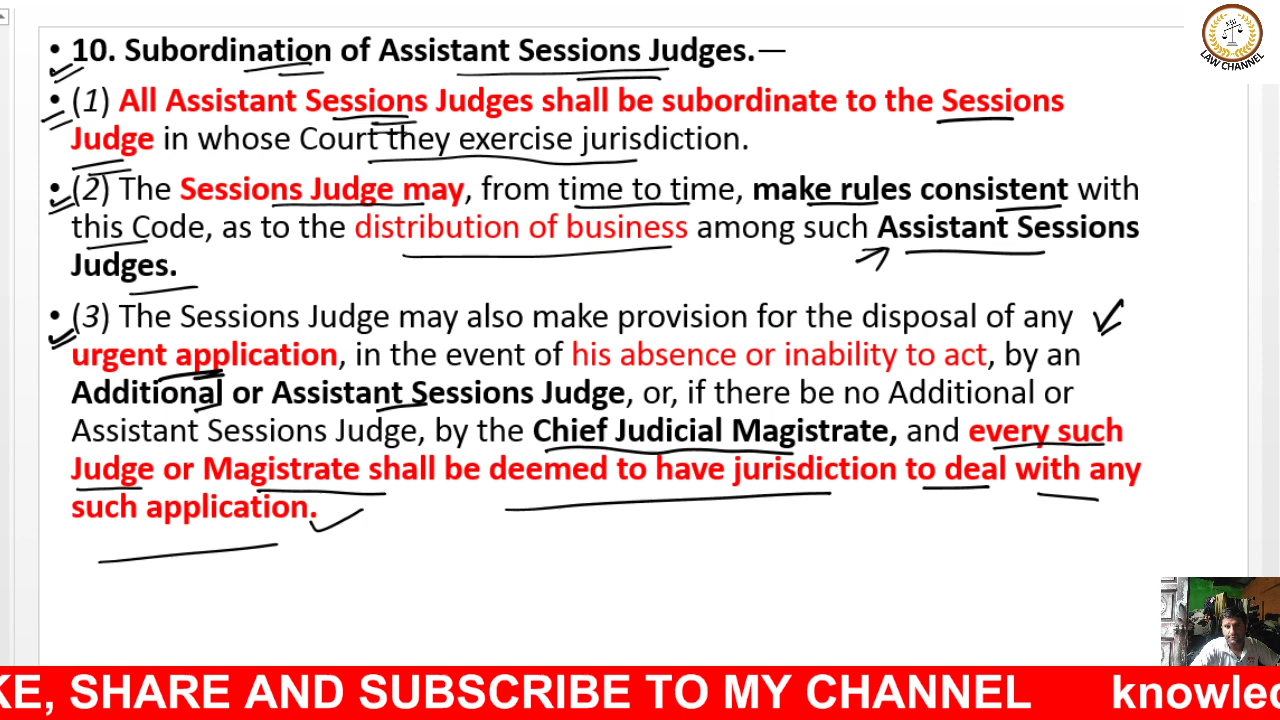 • 10. Subordination of Assistant Sessions Judges.—
• (1) All Assistant Sessions Judges shall be subordinate to the Sessions
Judge in whose Court they exercise jurisdiction.
• (2) The Sessions Judge may, from time to time, make rules consistent with
this Code, as to the distribution of business among such Assistant Sessions
Judges.
• (3) The Sessions Judge may also make provision for the disposal of any
urgent application, in the event of his absence or inability to act, by an
Additional or Assistant Sessions Judge, or, if there be no Additional or
Assistant Sessions Judge, by the Chief Judicial Magistrate, and every such
Judge or Magistrate shall be deemed to have jurisdiction to deal with any
such application.
LAW CHANNEL
KE, SHARE AND SUBSCRIBE TO MY CHANNEL knowled